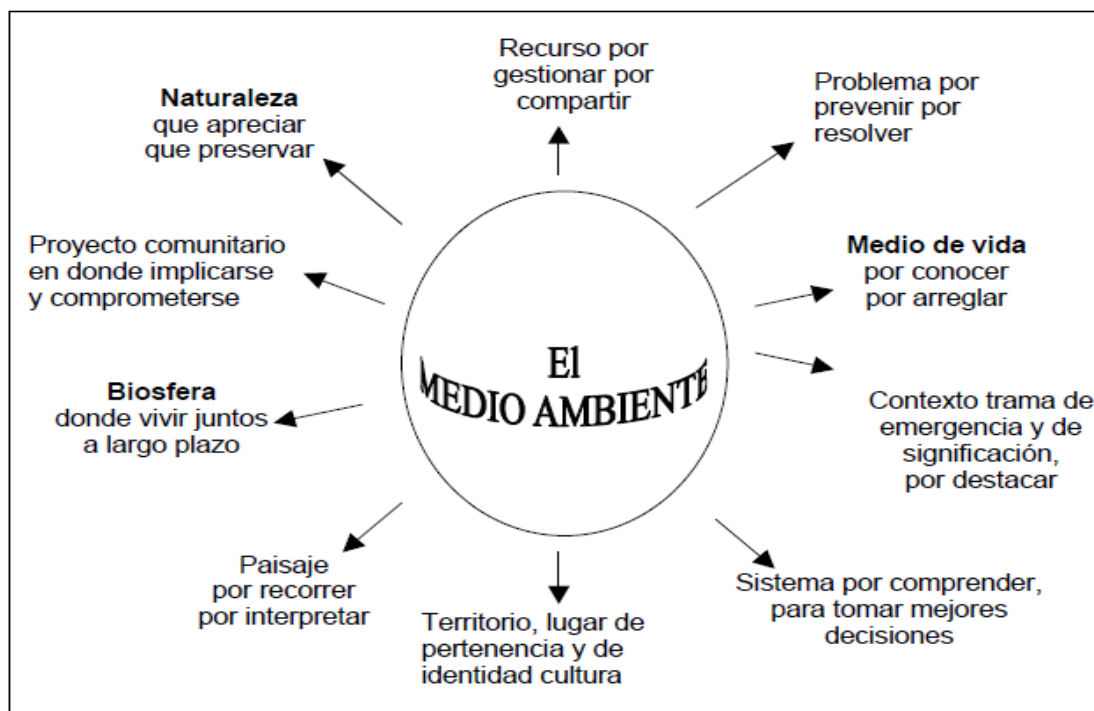 Recurso por
gestionar por
compartir
Problema por
prevenir por
resolver
Naturaleza
que apreciar
que preservar
Proyecto comunitario
en donde implicarse
y comprometerse
Medio de vida
por conocer
por arreglar
El
MEDIO AMBIENTE
Biosfera
donde vivir juntos
a largo plazo
Contexto trama de
emergencia y de
significación,
por destacar
Paisaje
por recorrer
por interpretar
Territorio, lugar de
pertenencia y de
identidad cultura
Sistema por comprender,
para tomar mejores
decisiones